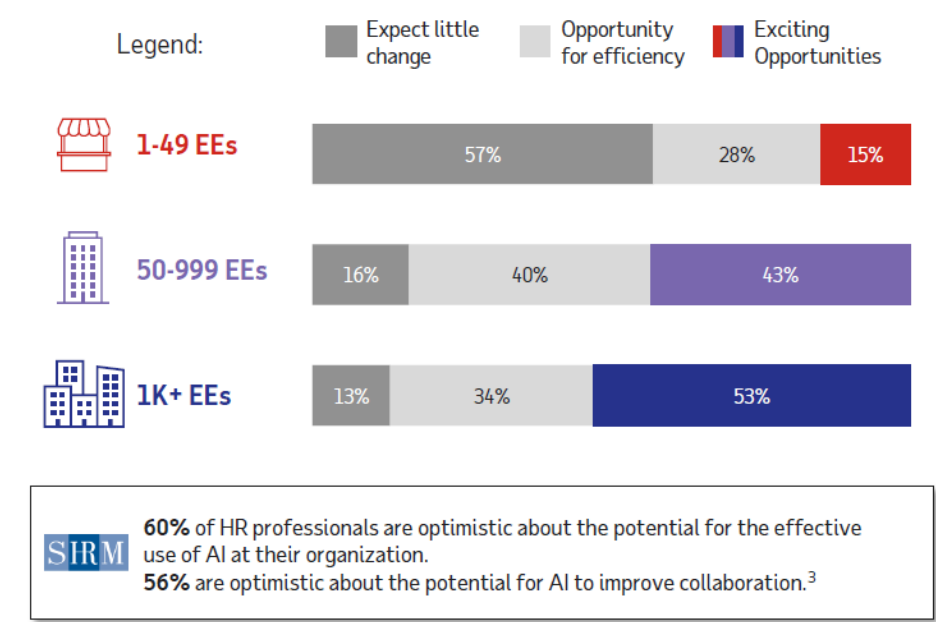 Legend:
Expect little
change
Opportunity
for efficiency
Exciting
Opportunities
1-49 EEs
57%
28%
15%
50-999 EEs
16%
40%
43%
1K+ EEs
13%
34%
53%
SHRM
60% of HR professionals are optimistic about the potential for the effective
use of AI at their organization.
56% are optimistic about the potential for AI to improve collaboration.3